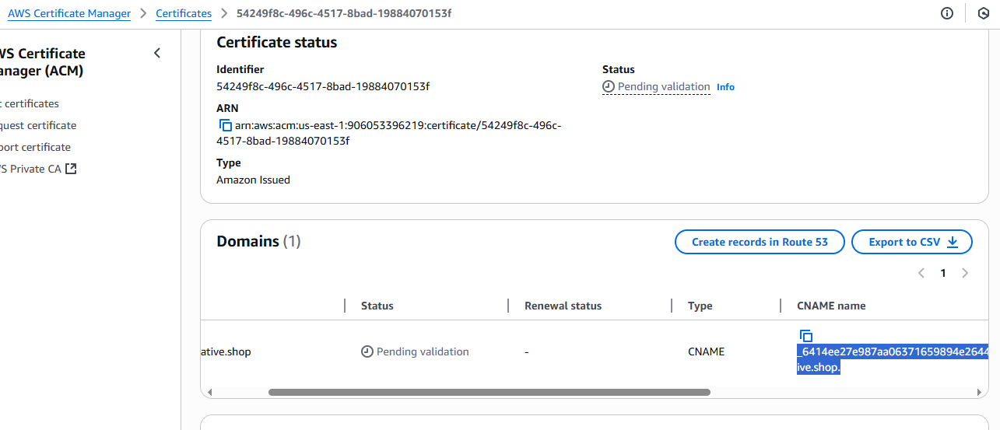 AWS Certificate Manager > Certificates > 54249f8c-496c-4517-8bad-19884070153f
WS Certificate
anager (ACM)
t certificates
quest certificate
port certificate
S Private CA
Certificate status
Identifier
54249f8c-496c-4517-8bad-19884070153f
Status
Pending validation Info
ARN
arn:aws:acm:us-east-1:906053396219:certificate/54249f8c-496c-
4517-8bad-19884070153f
Type
Amazon Issued
Domains (1)
Create records in Route 53
Export to CSV
1
Status Renewal status Type CNAME name
ative.shop Pending validation - CNAME
_6414ee27e987aa06371659894e2644
ive.shop.